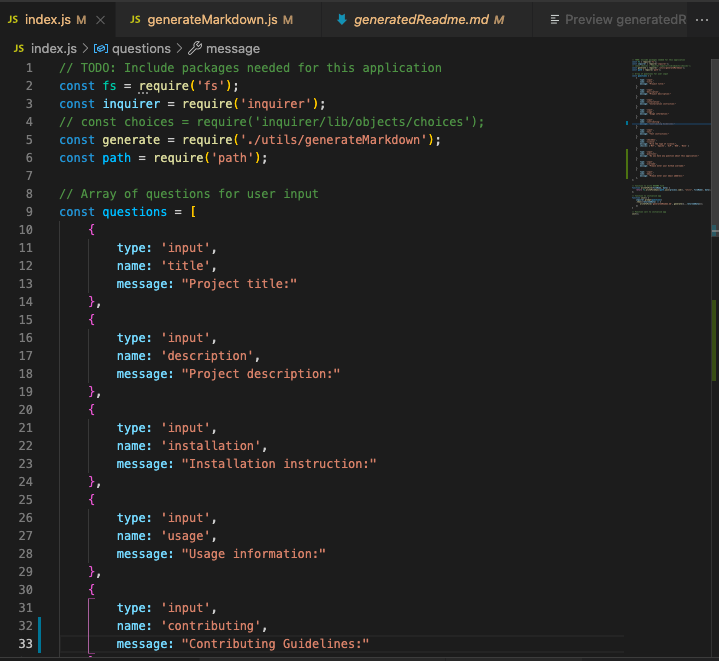 JS index.js M × JS generateMarkdown.js M generatedReadme.md M Preview generatedR ...
JS index.js > questions > message
1 // TODO: Include packages needed for this application
2 const fs = require('fs');
3 const inquirer = require('inquirer');
4 // const choices = require('inquirer/lib/objects/choices');
5 const generate = require('./utils/generateMarkdown');
6 const path = require('path');
7
8 // Array of questions for user input
9 const questions = [
10 {
11 type: 'input',
12 name: 'title',
13 message: "Project title:"
14 },
15 {
16 type: 'input',
17 name: 'description',
18 message: "Project description:"
19 },
20 {
21 type: 'input',
22 name: 'installation',
23 message: "Installation instruction:"
24 },
25 {
26 type: 'input',
27 name: 'usage',
28 message: "Usage information:"
29 },
30 {
31 type: 'input',
32 name: 'contributing',
33 message: "Contributing Guidelines:"